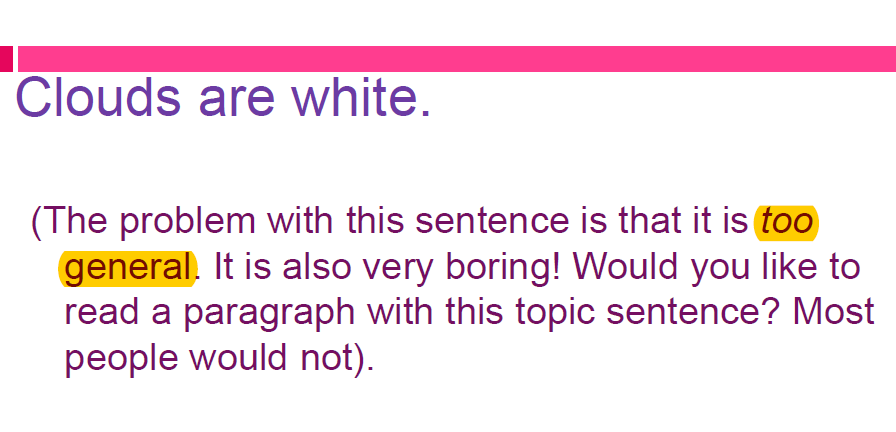 Clouds are white.
(The problem with this sentence is that it is too
general. It is also very boring! Would you like to
read a paragraph with this topic sentence? Most
people would not).